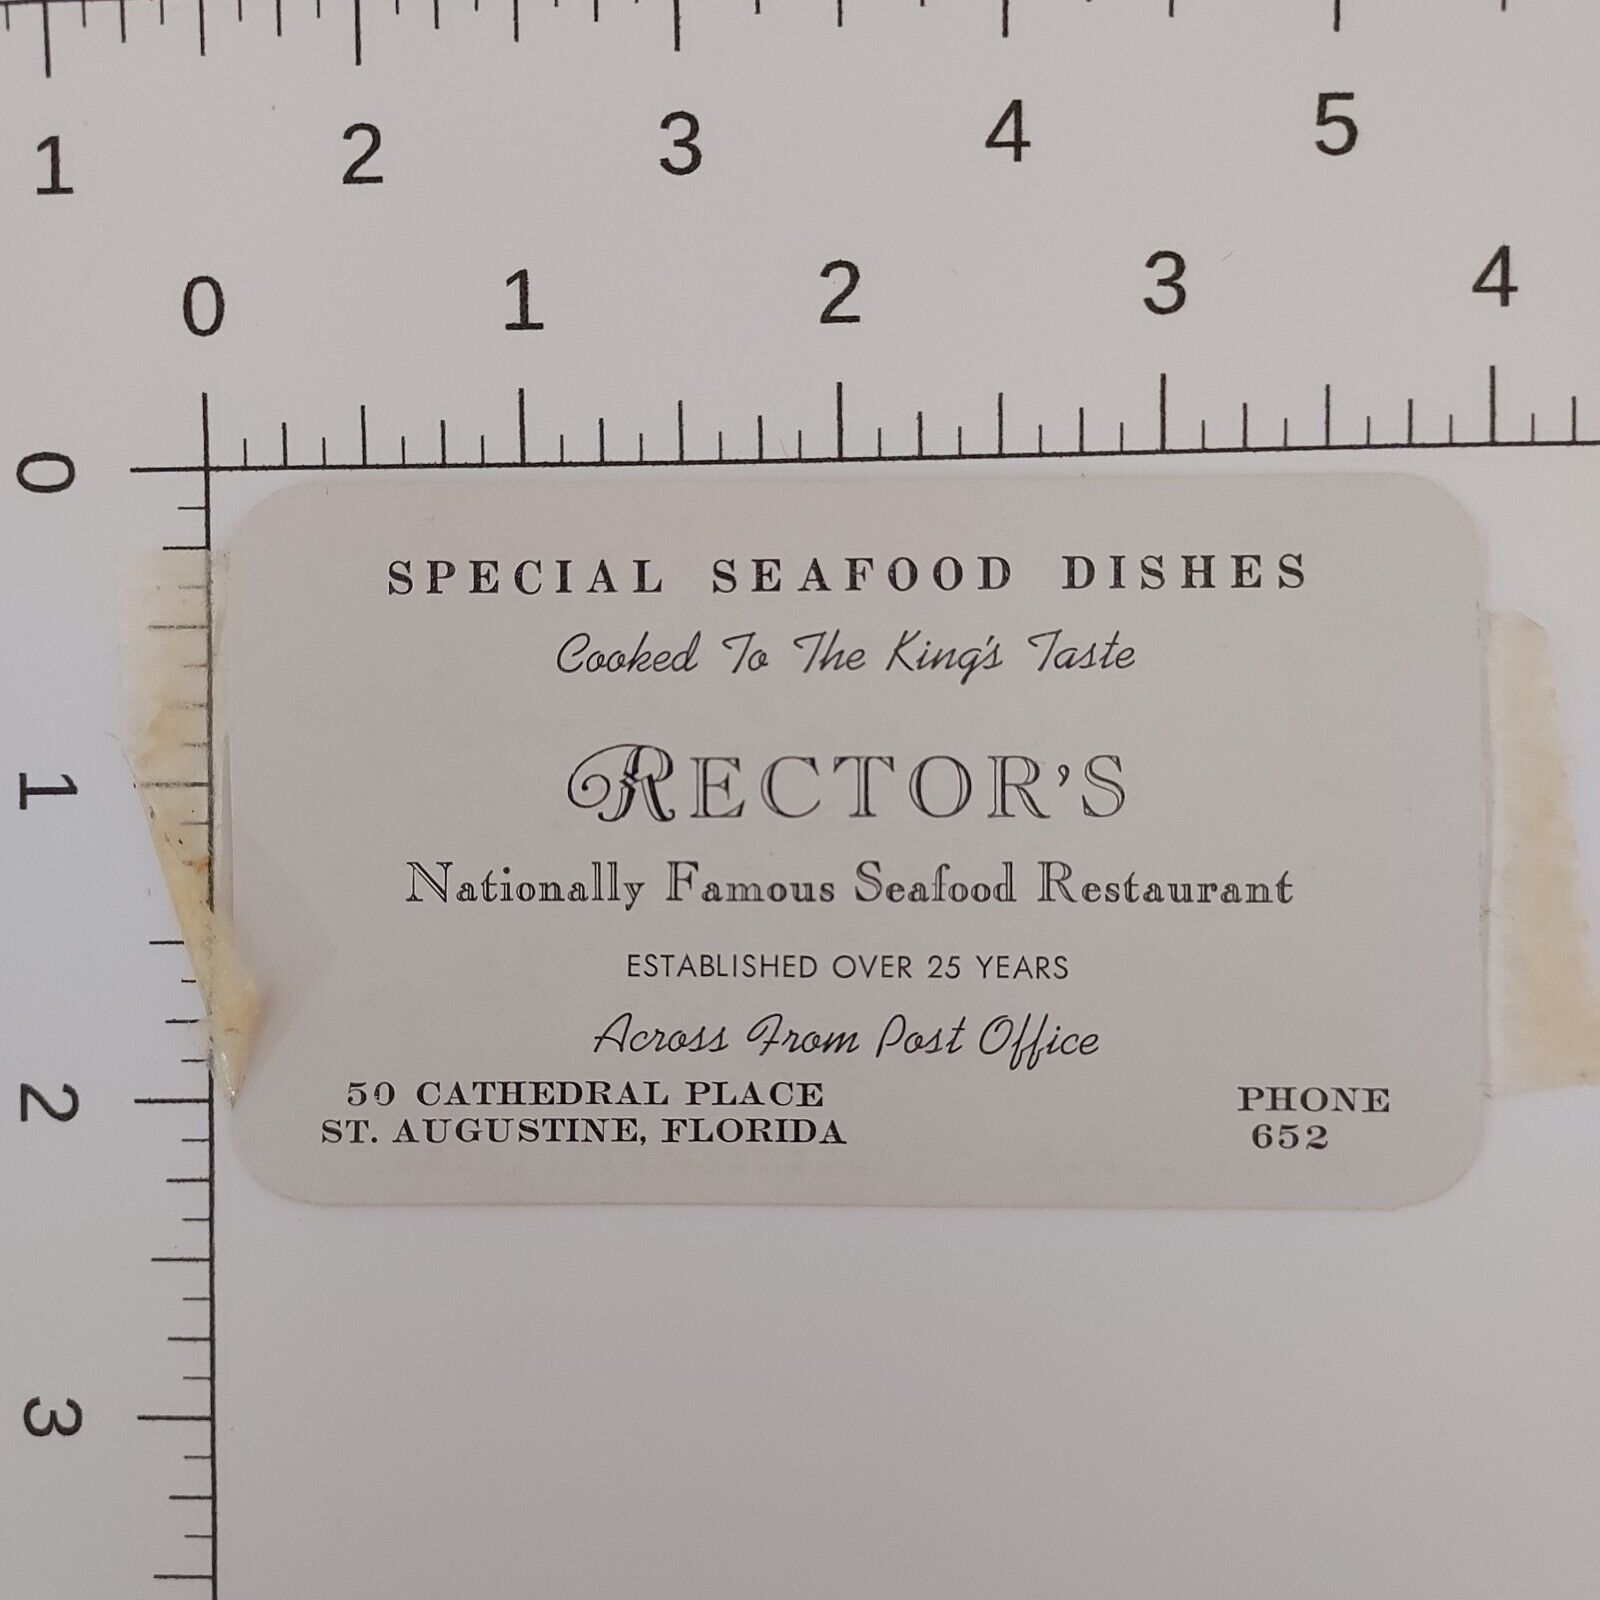 1 2 3 4 5
0 1 2 3 4
0
1
2
3
SPECIAL SEAFOOD DISHES
Cooked To The King's Taste
RECTOR'S
Nationally Famous Seafood Restaurant
ESTABLISHED OVER 25 YEARS
Across From Post Office
50 CATHEDRAL PLACE
ST. AUGUSTINE, FLORIDA
PHONE
652